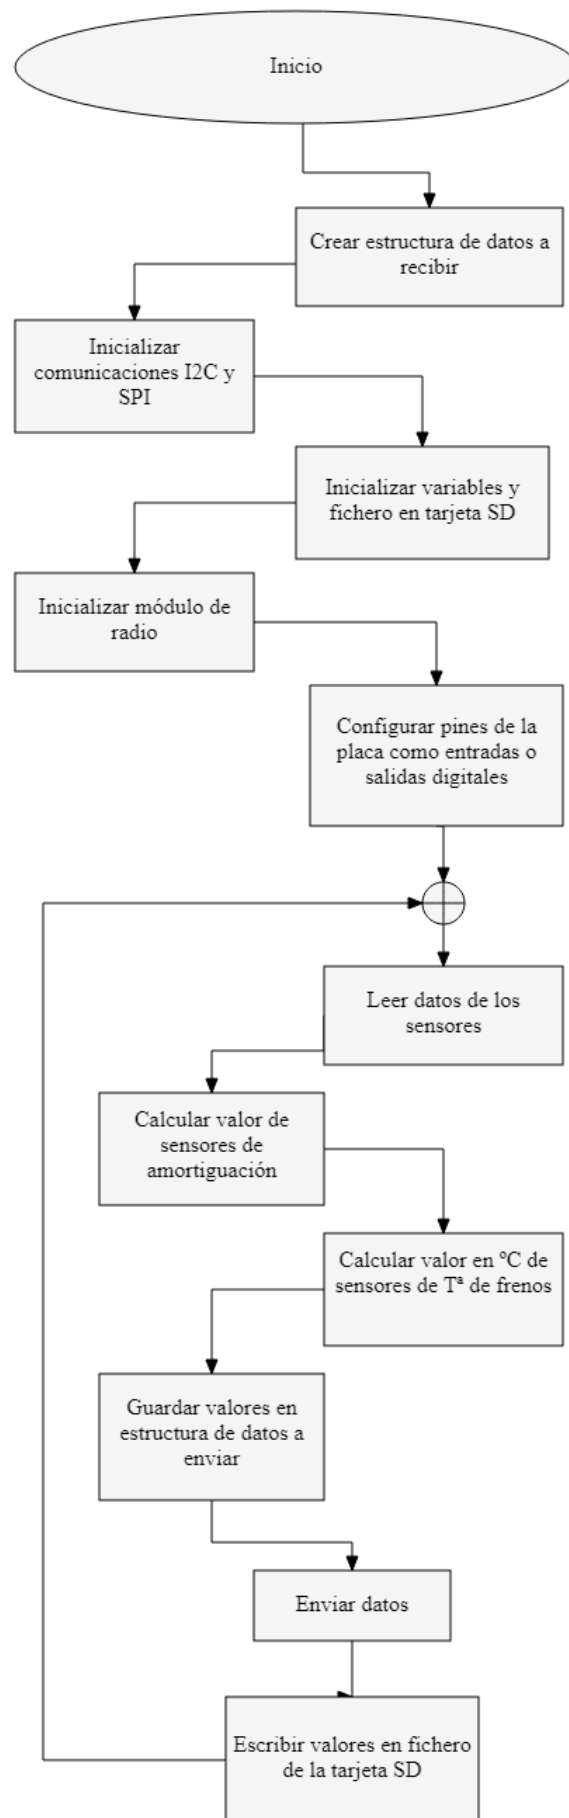 Inicio
Crear estructura de datos a
recibir
Inicializar
comunicaciones I2C y
SPI
Inicializar variables y
fichero en tarjeta SD
Inicializar módulo de
radio
Configurar pines de la
placa como entradas o
salidas digitales
Leer datos de los
sensores
Calcular valor de
sensores de
amortiguación
Calcular valor en ºC de
sensores de Tª de frenos
Guardar valores en
estructura de datos a
enviar
Enviar datos
Escribir valores en fichero
de la tarjeta SD